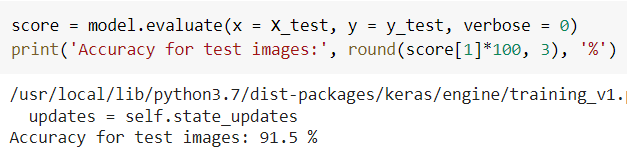 score = model.evaluate(x = X_test, y = y_test, verbose = 0)
print('Accuracy for test images:', round(score[1]*100, 3), '%')
/usr/local/lib/python3.7/dist-packages/keras/engine/training_v1.
updates = self.state_updates
Accuracy for test images: 91.5 %